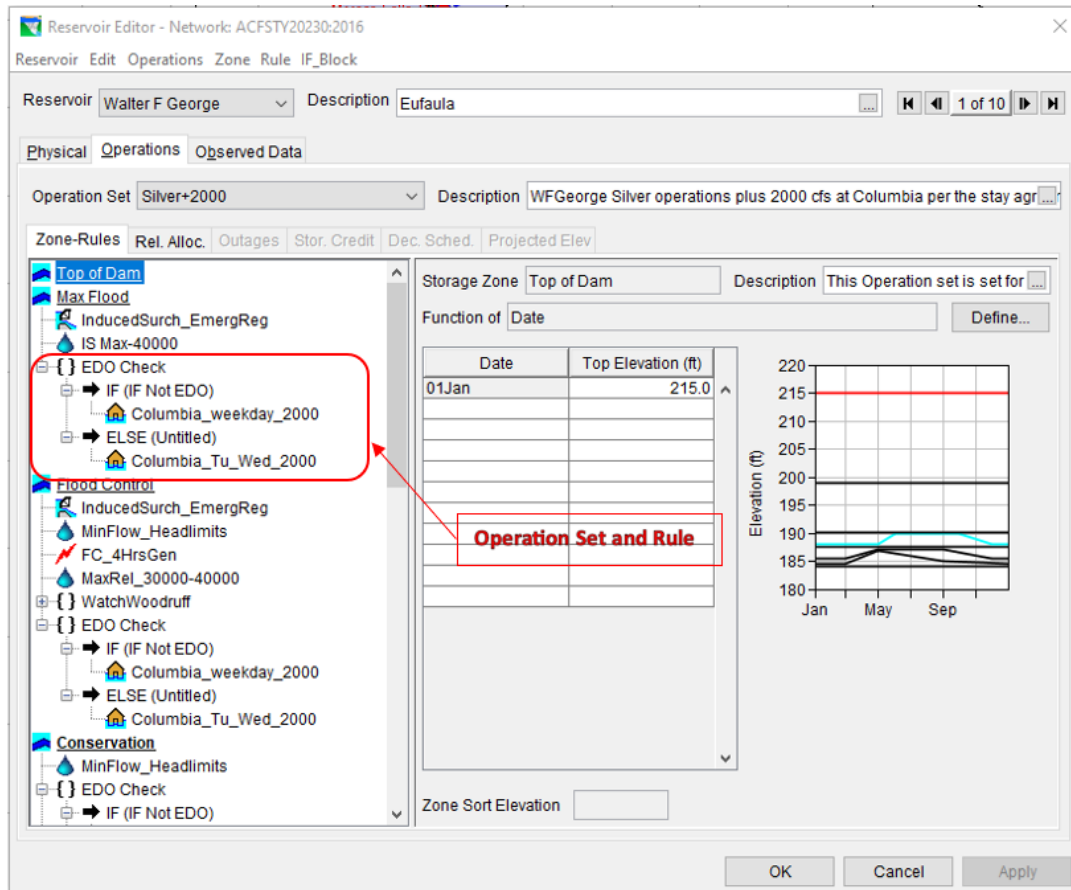 Reservoir Editor - Network: ACFSTY20230:2016
Reservoir Edit Operations Zone Rule IF_Block
Reservoir Walter F George Description Eufaula ... 1 of 10
Physical Operations Observed Data
Operation Set Silver+2000 Description WFGeorge Silver operations plus 2000 cfs at Columbia per the stay agr ...
Zone-Rules Rel. Alloc. Outages Stor. Credit Dec. Sched. Projected Elev
Top of Dam
Max Flood
InducedSurch_EmergReg
IS Max-40000
{} EDO Check
IF (IF Not EDO)
Columbia_weekday_2000
ELSE (Untitled)
Columbia_Tu_Wed_2000
Flood Control
InducedSurch_EmergReg
MinFlow_Headlimits
FC_4HrsGen
MaxRel_30000-40000
{} WatchWoodruff
{} EDO Check
IF (IF Not EDO)
Columbia_weekday_2000
ELSE (Untitled)
Columbia_Tu_Wed_2000
Conservation
MinFlow_Headlimits
{} EDO Check
IF (IF Not EDO)
Storage Zone Top of Dam Description This Operation set is set for ...
Function of Date Define...
Date Top Elevation (ft)
01Jan 215.0
Operation Set and Rule
Elevation (ft)
220
215
210
205
200
195
190
185
180
Jan May Sep
Zone Sort Elevation
OK Cancel Apply